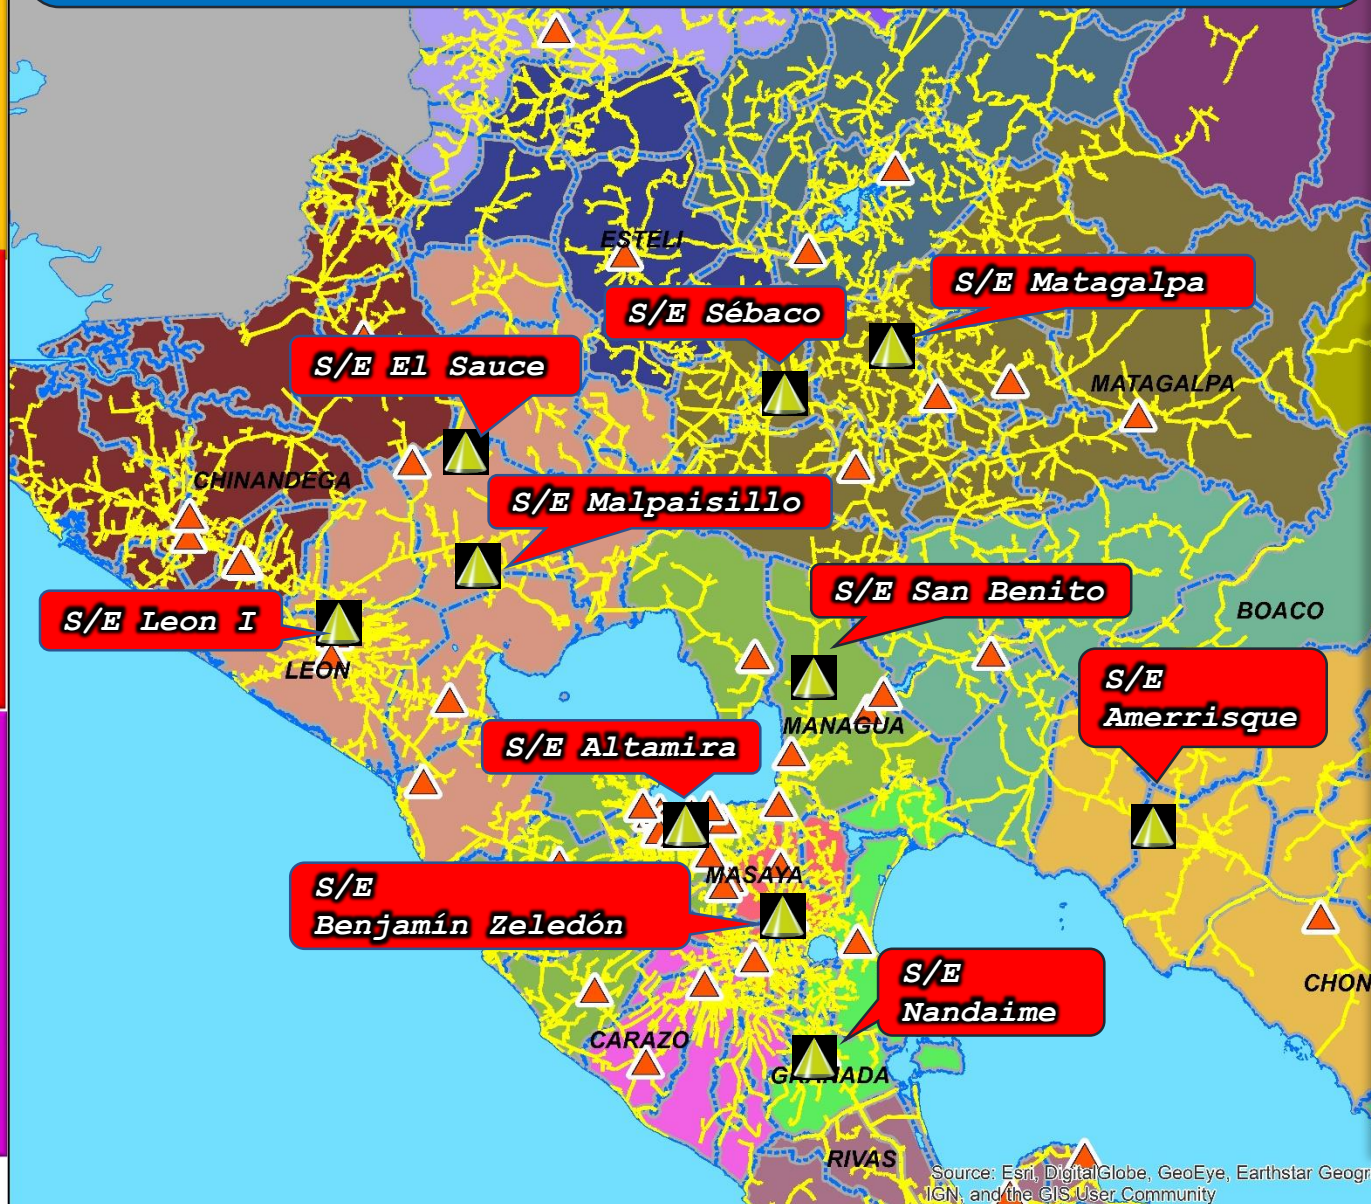 ESTELI
S/E Matagalpa
S/E Sébaco
S/E El Sauce
MATAGALPA
CHINANDEGA
S/E Malpaisillo
S/E San Benito
BOACO
S/E Leon I
LEON
S/E
Amerrisque
MANAGUA
S/E Altamira
MASAYA
S/E
Benjamín Zeledón
S/E
Nandaime
CHON
CARAZO
GRANADA
RIVAS
Source: Esri, DigitalGlobe, GeoEye, Earthstar Geogr
IGN, and the GIS User Community